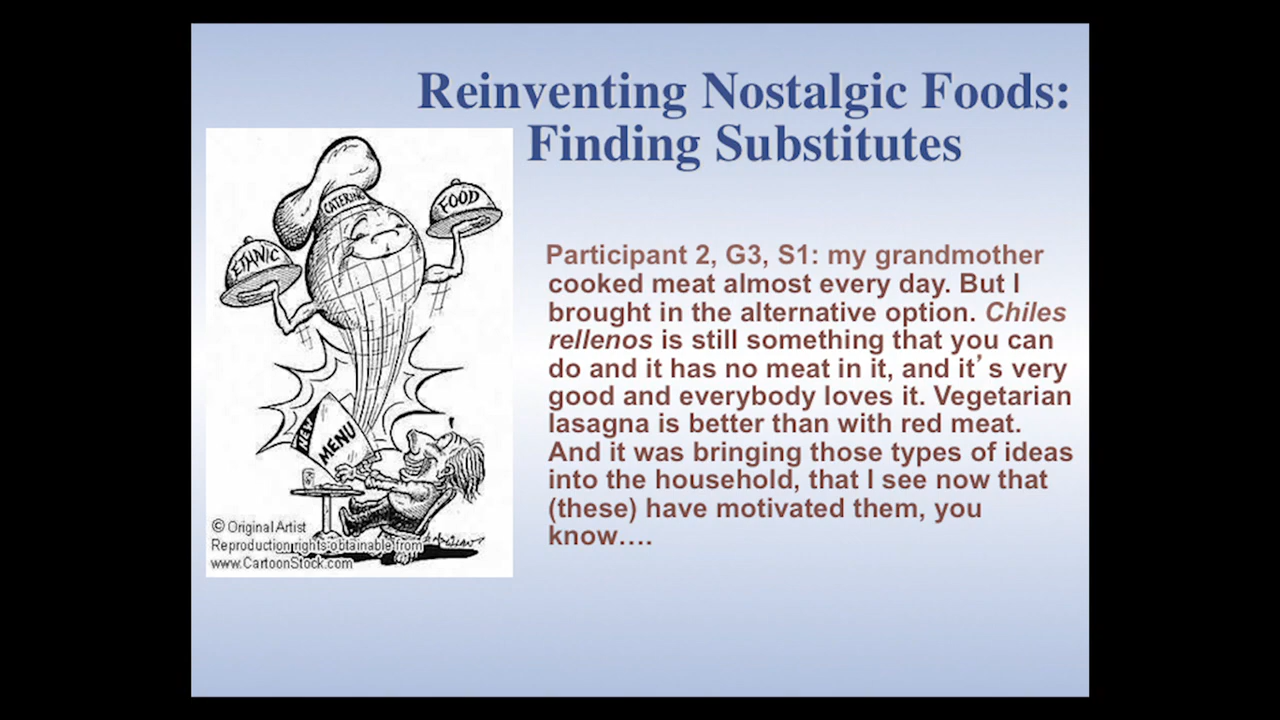 Reinventing Nostalgic Foods:
Finding Substitutes
CATERING
FOOD
ETHNIC
NEW
MENU
© Original Artist
Reproduction rights obtainable from
www.CartoonStock.com
Participant 2, G3, S1: my grandmother
cooked meat almost every day. But I
brought in the alternative option. Chiles
rellenos is still something that you can
do and it has no meat in it, and it’s very
good and everybody loves it. Vegetarian
lasagna is better than with red meat.
And it was bringing those types of ideas
into the household, that I see now that
(these) have motivated them, you
know….